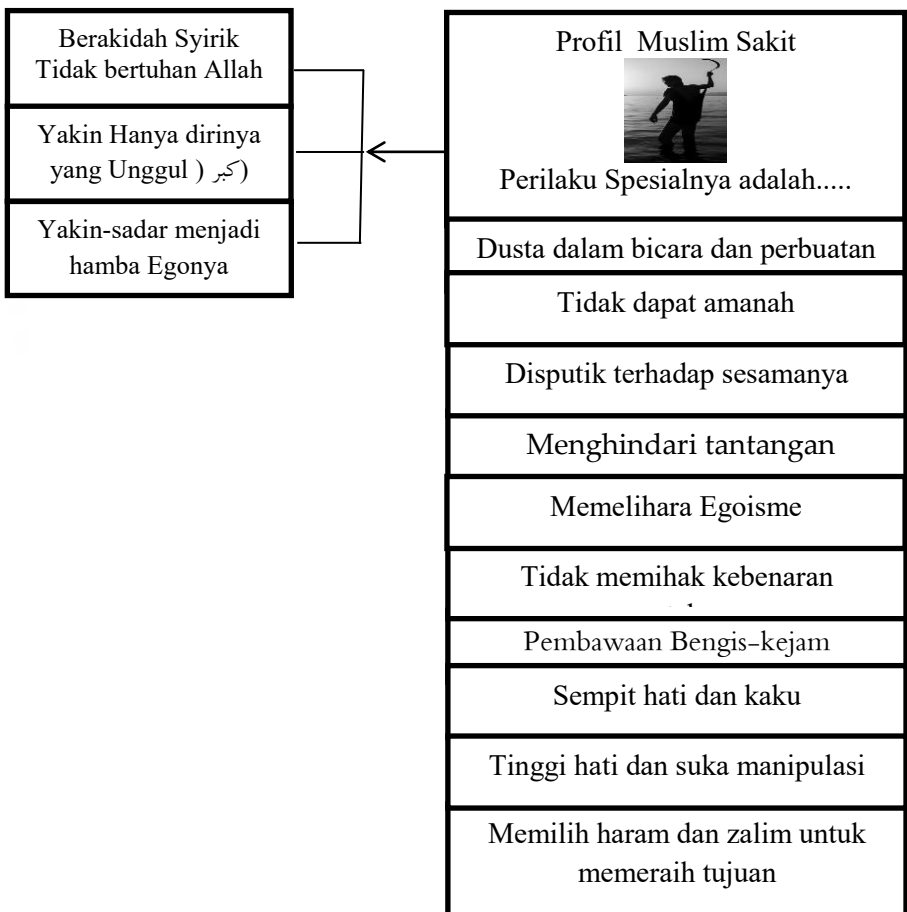 Berakidah Syirik
Tidak bertuhan Allah
Yakin Hanya dirinya
yang Unggul ) كبر)
Yakin-sadar menjadi
hamba Egonya
Profil  Muslim Sakit
Perilaku Spesialnya adalah.....
Dusta dalam bicara dan perbuatan
Tidak dapat amanah
Disputik terhadap sesamanya
Menghindari tantangan
Memelihara Egoisme
Tidak memihak kebenaran
Pembawaan Bengis-kejam
Sempit hati dan kaku
Tinggi hati dan suka manipulasi
Memilih haram dan zalim untuk
memeraih tujuan